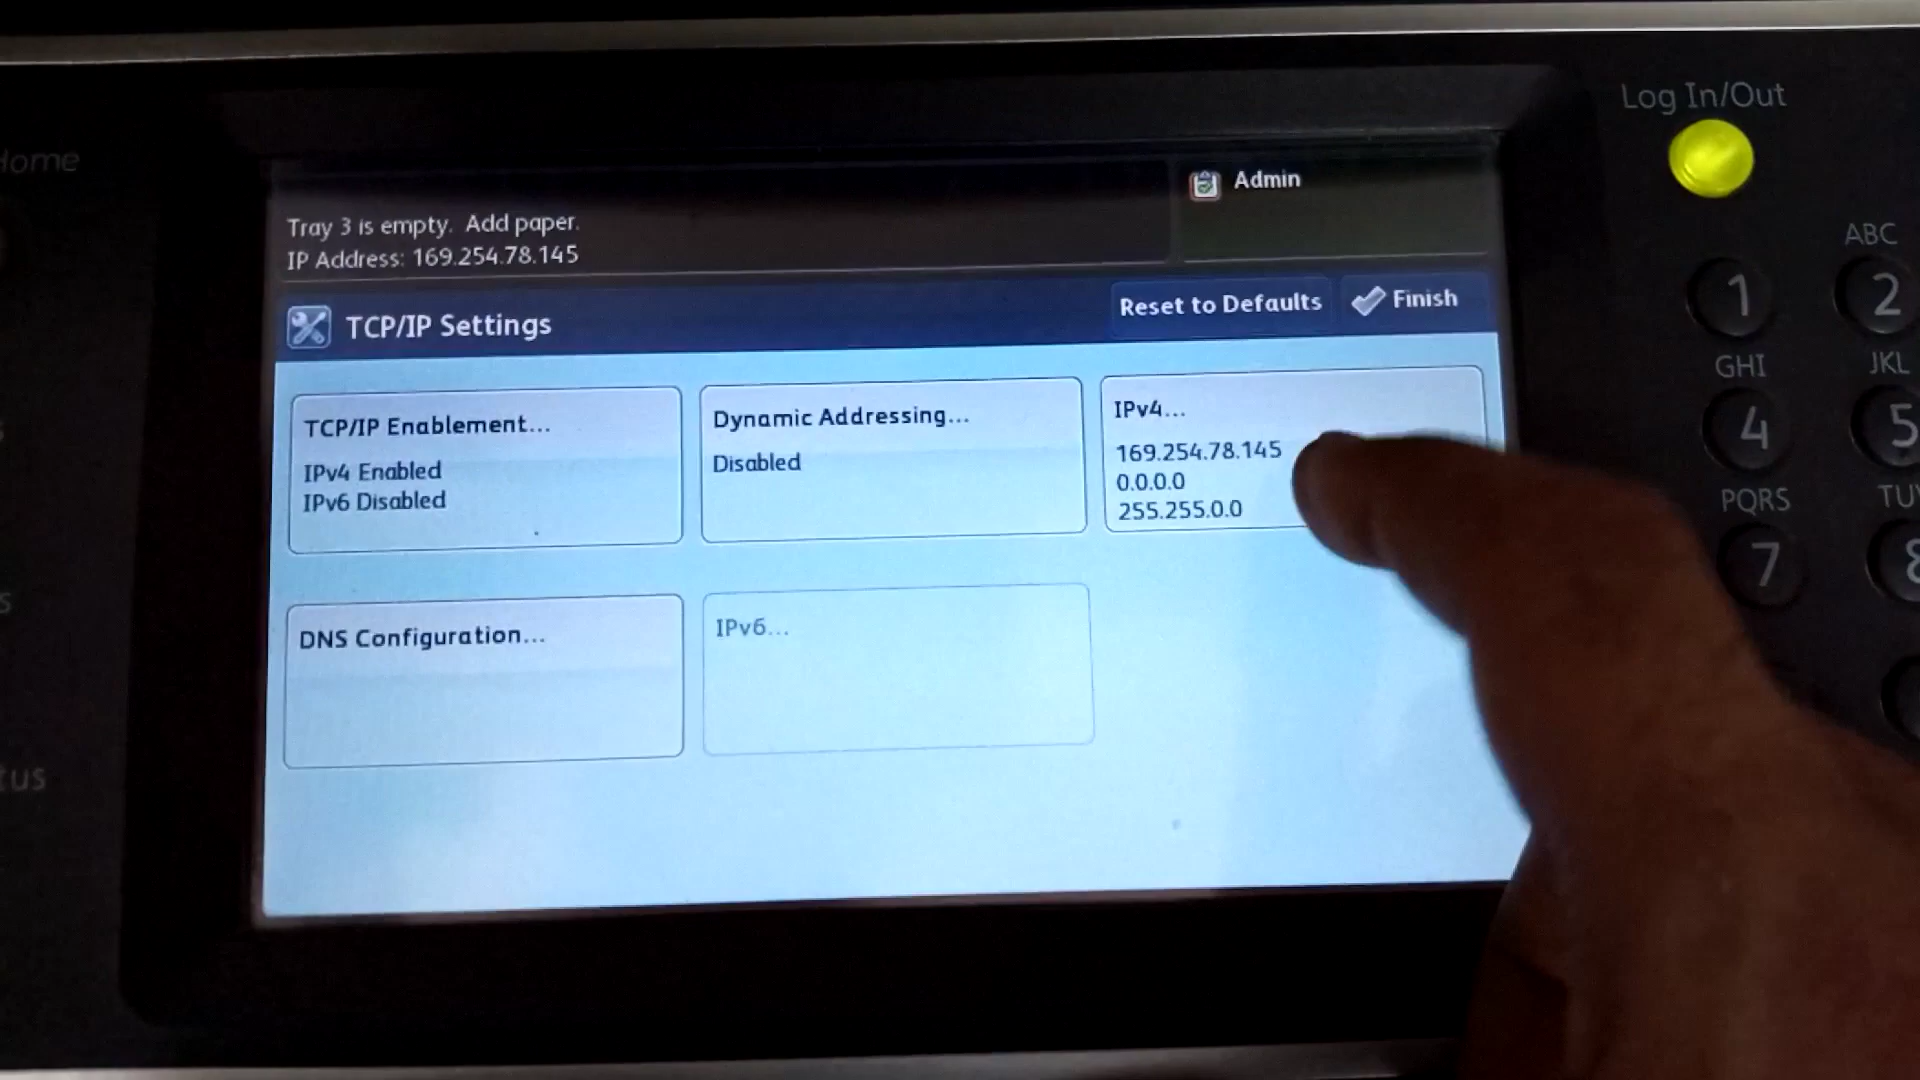 Log In/Out
Home
Admin
Tray 3 is empty. Add paper.
IP Address: 169.254.78.145
TCP/IP Settings
Reset to Defaults
Finish
TCP/IP Enablement...
IPv4 Enabled
IPv6 Disabled
Dynamic Addressing...
Disabled
IPv4...
169.254.78.145
0.0.0.0
255.255.0.0
DNS Configuration...
IPv6...
ABC
1
2
GHI
JKL
4
5
PQRS
TUV
7
8